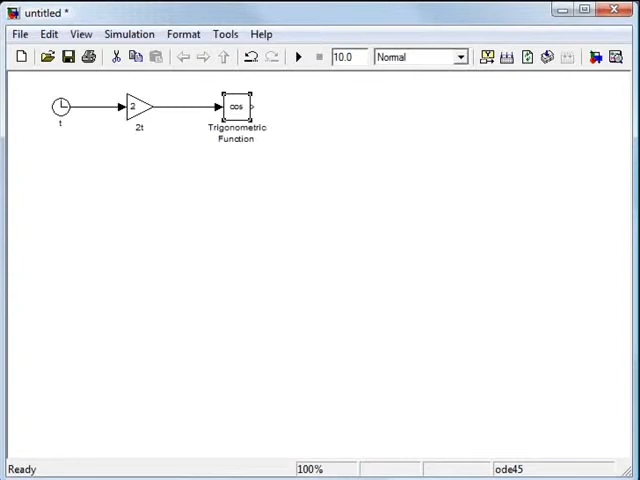 untitled *
File Edit View Simulation Format Tools Help
10.0 Normal
2 cos
t 2t Trigonometric
Function
Ready 100% ode45